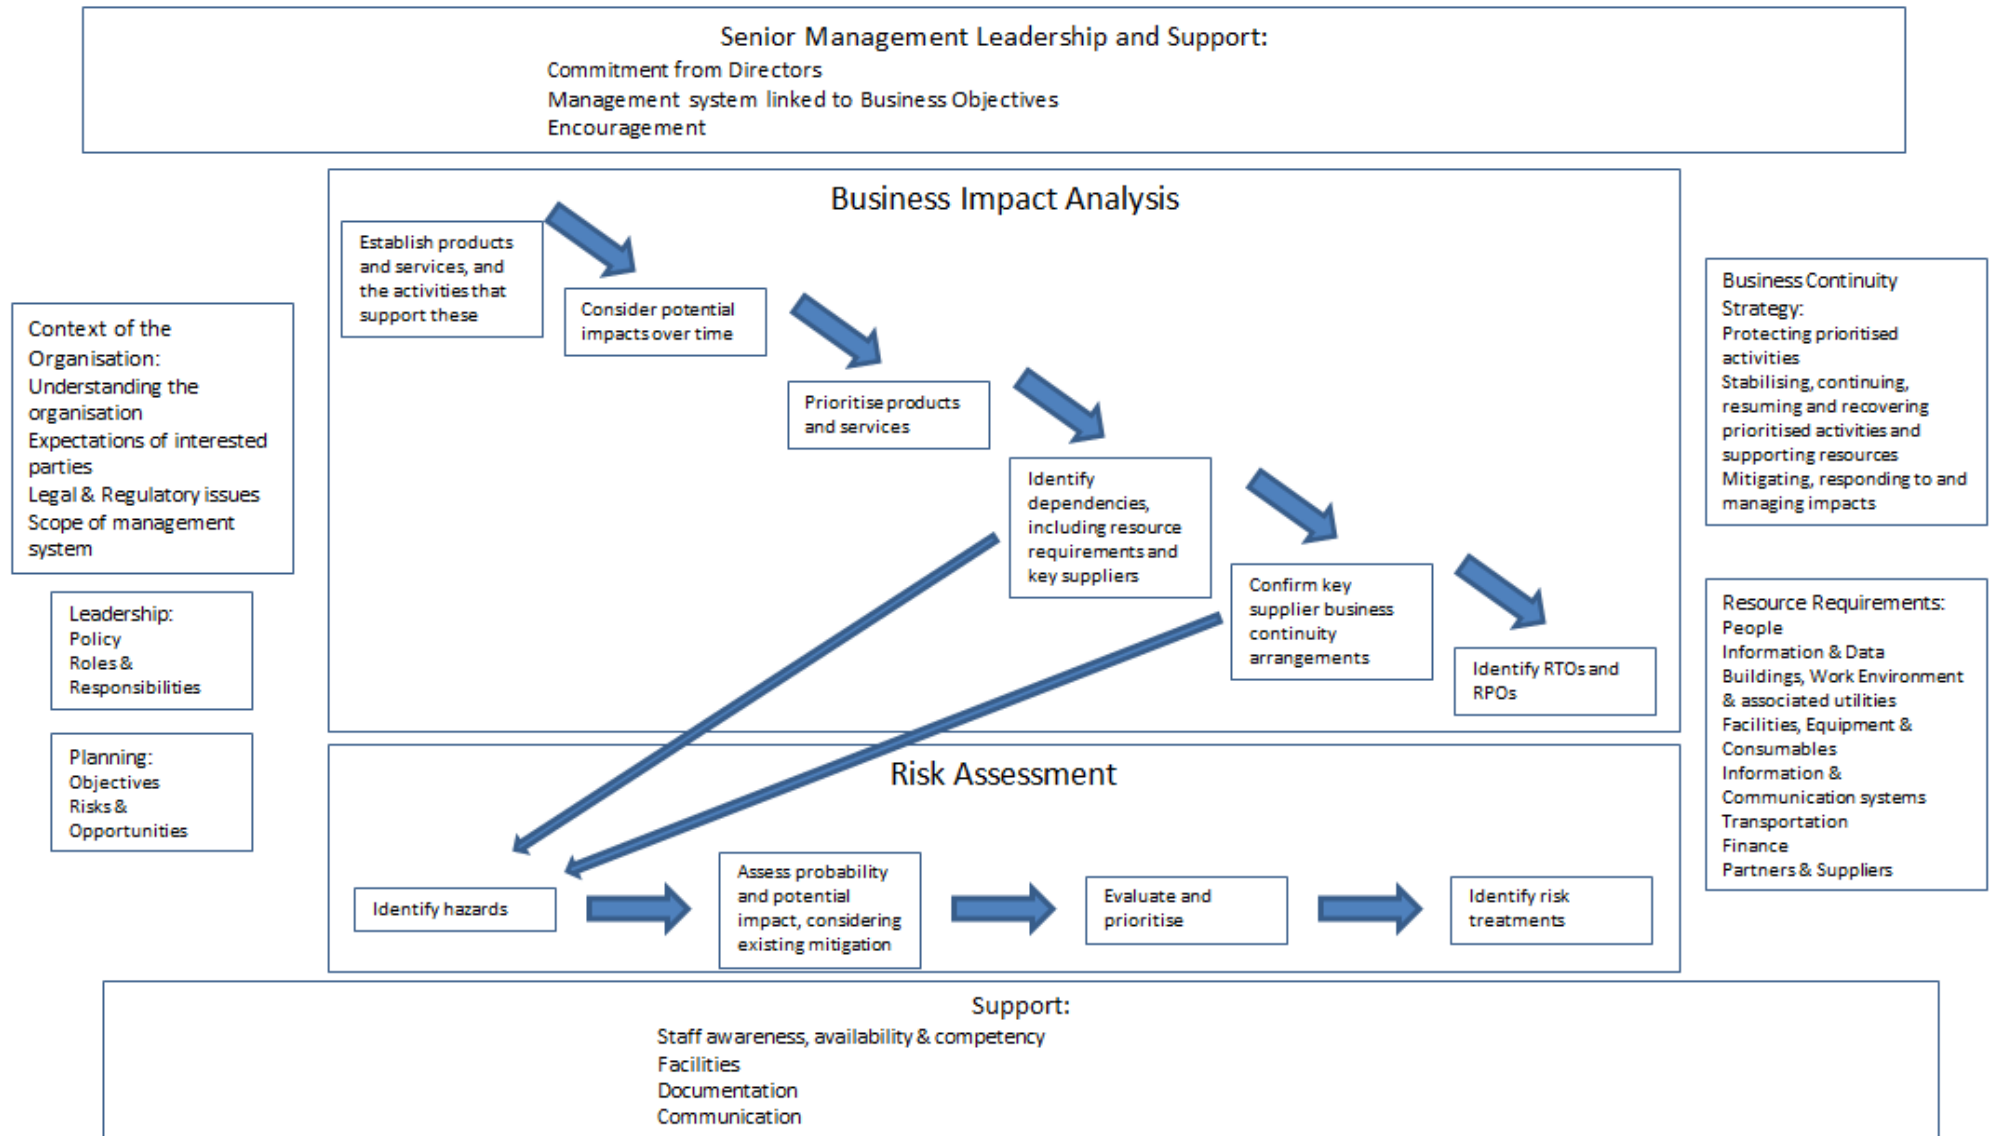 Senior Management Leadership and Support:
Commitment from Directors
Management system linked to Business Objectives
Encouragement
Business Impact Analysis
Establish products
and services, and
the activities that
support these
Consider potential
impacts over time
Prioritise products
and services
Identify
dependencies,
including resource
requirements and
key suppliers
Confirm key
supplier business
continuity
arrangements
Identify RTOs and
RPOs
Context of the
Organisation:
Understanding the
organisation
Expectations of interested
parties
Legal & Regulatory issues
Scope of management
system
Leadership:
Policy
Roles &
Responsibilities
Planning:
Objectives
Risks &
Opportunities
Business Continuity
Strategy:
Protecting prioritised
activities
Stabilising, continuing,
resuming and recovering
prioritised activities and
supporting resources
Mitigating, responding to and
managing impacts
Resource Requirements:
People
Information & Data
Buildings, Work Environment
& associated utilities
Facilities, Equipment &
Consumables
Information &
Communication systems
Transportation
Finance
Partners & Suppliers
Risk Assessment
Identify hazards
Assess probability
and potential
impact, considering
existing mitigation
Evaluate and
prioritise
Identify risk
treatments
Support:
Staff awareness, availability & competency
Facilities
Documentation
Communication